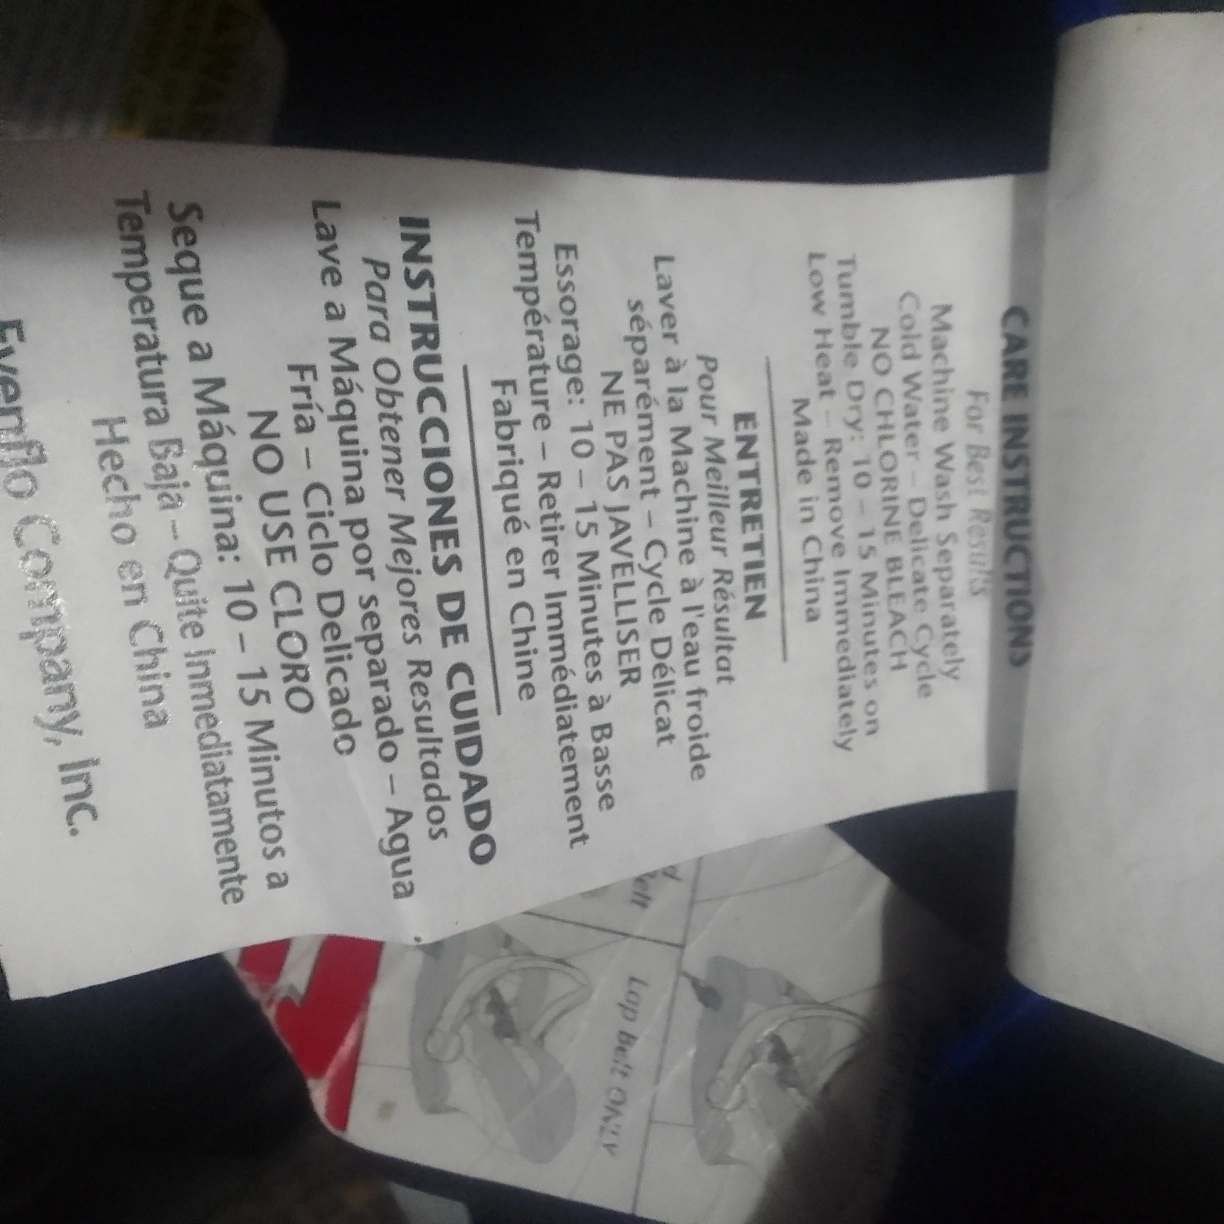 CARE INSTRUCTIONS
For Best Results
Machine Wash Separately
Cold Water – Delicate Cycle
NO CHLORINE BLEACH
Tumble Dry: 10 – 15 Minutes on
Low Heat – Remove Immediately
Made in China
ENTRETIEN
Pour Meilleur Résultat
Laver à la Machine à l'eau froide
séparément – Cycle Délicat
NE PAS JAVELLISER
Essorage: 10 – 15 Minutes à Basse
Température – Retirer Immédiatement
Fabriqué en Chine
INSTRUCCIONES DE CUIDADO
Para Obtener Mejores Resultados
Lave a Máquina por separado – Agua
Fría – Ciclo Delicado
NO USE CLORO
Seque a Máquina: 10 – 15 Minutos a
Temperatura Baja – Quite Inmediatamente
Hecho en China
Evenflo Company, Inc.
Lap Belt ONLY